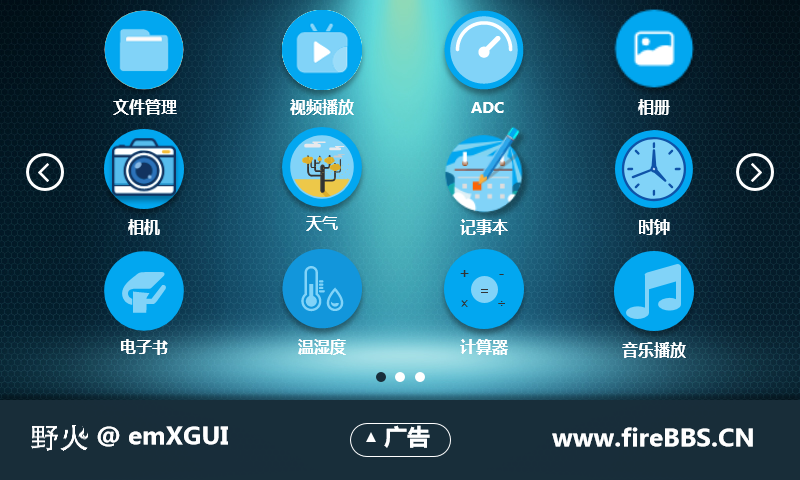 文件管理
视频播放
ADC
相册
相机
天气
记事本
时钟
+ -
=
x ÷
电子书
温湿度
计算器
音乐播放
野火@emXGUI
▲广告
www.fireBBS.CN